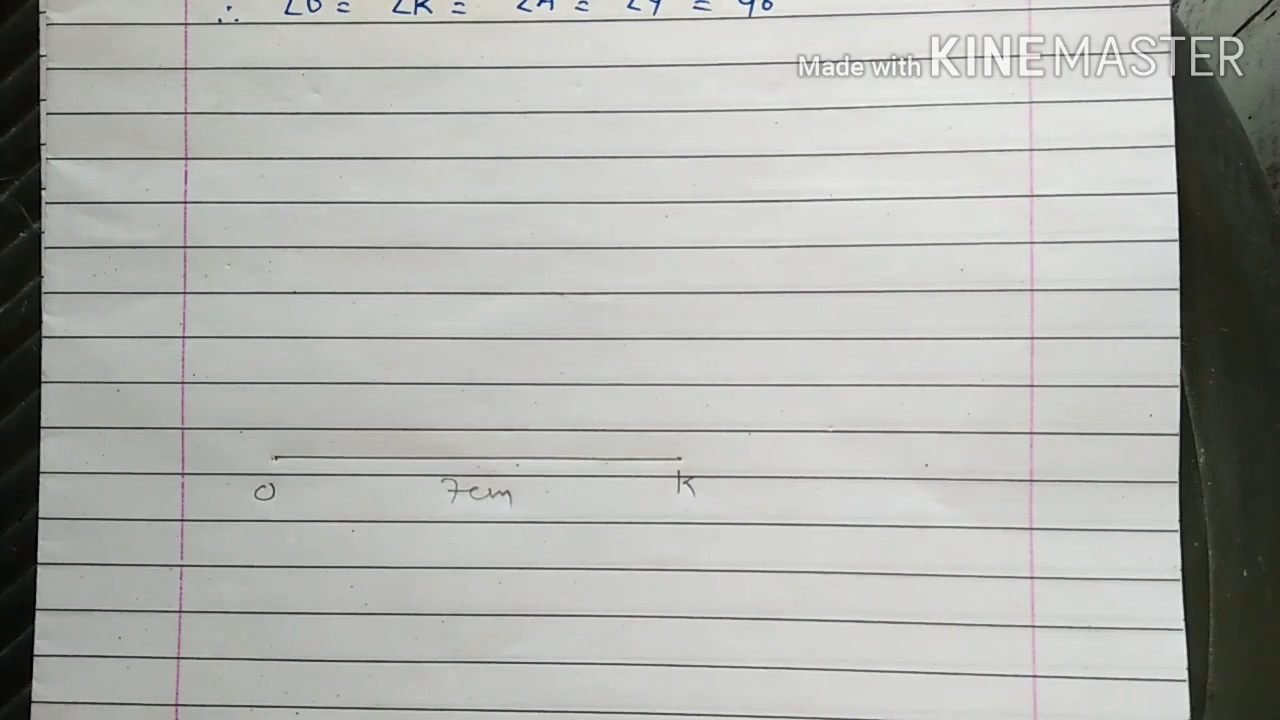 ∴ ∠O = ∠K = ∠A = ∠Y = 90
Made with KINEMASTER
O 7cm K